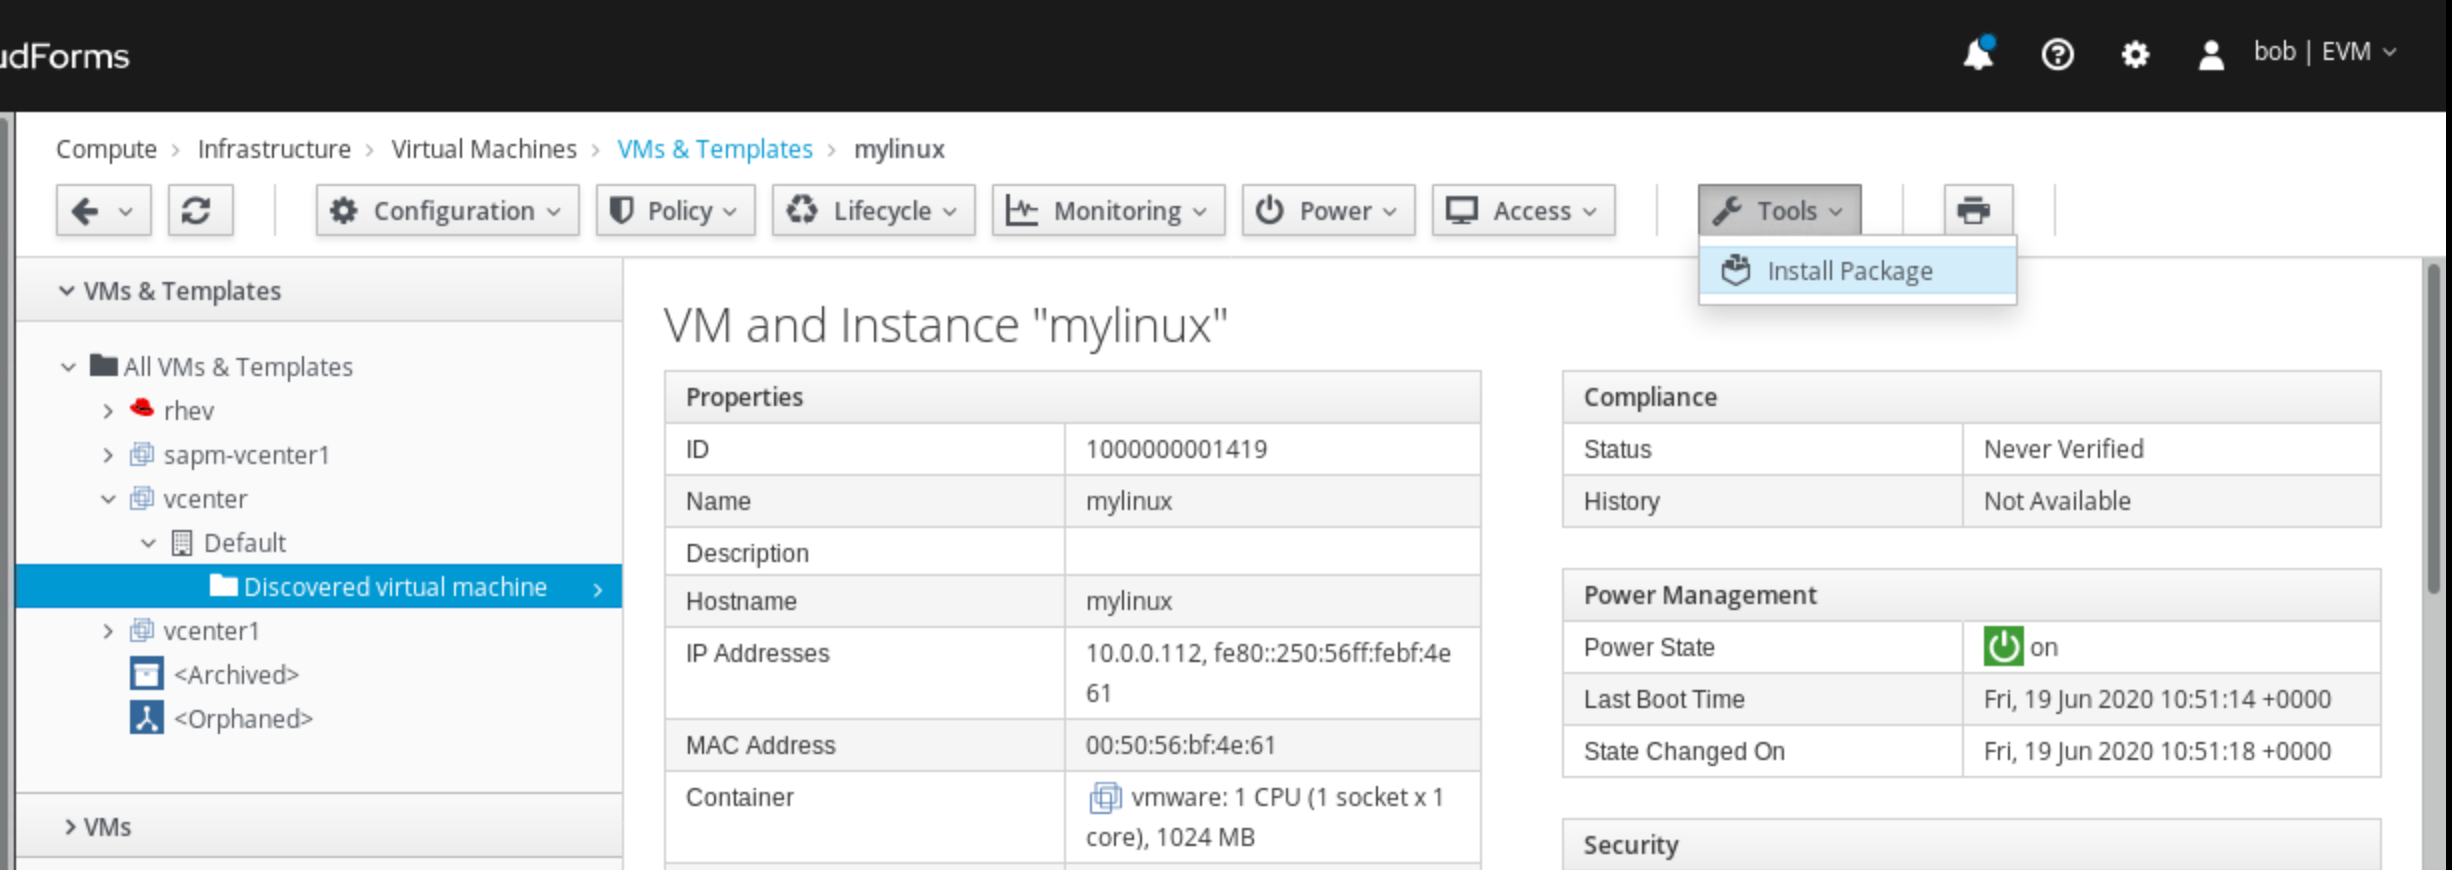 udForms
bob | EVM
Compute > Infrastructure > Virtual Machines > VMs & Templates > mylinux
Configuration Policy Lifecycle Monitoring Power Access Tools
Install Package
VMs & Templates
All VMs & Templates
rhev
sapm-vcenter1
vcenter
Default
Discovered virtual machine
vcenter1
<Archived>
<Orphaned>
VMs
VM and Instance "mylinux"
Properties
ID 1000000001419
Name mylinux
Description
Hostname mylinux
IP Addresses 10.0.0.112, fe80::250:56ff:febf:4e
61
MAC Address 00:50:56:bf:4e:61
Container vmware: 1 CPU (1 socket x 1
core), 1024 MB
Compliance
Status Never Verified
History Not Available
Power Management
Power State on
Last Boot Time Fri, 19 Jun 2020 10:51:14 +0000
State Changed On Fri, 19 Jun 2020 10:51:18 +0000
Security